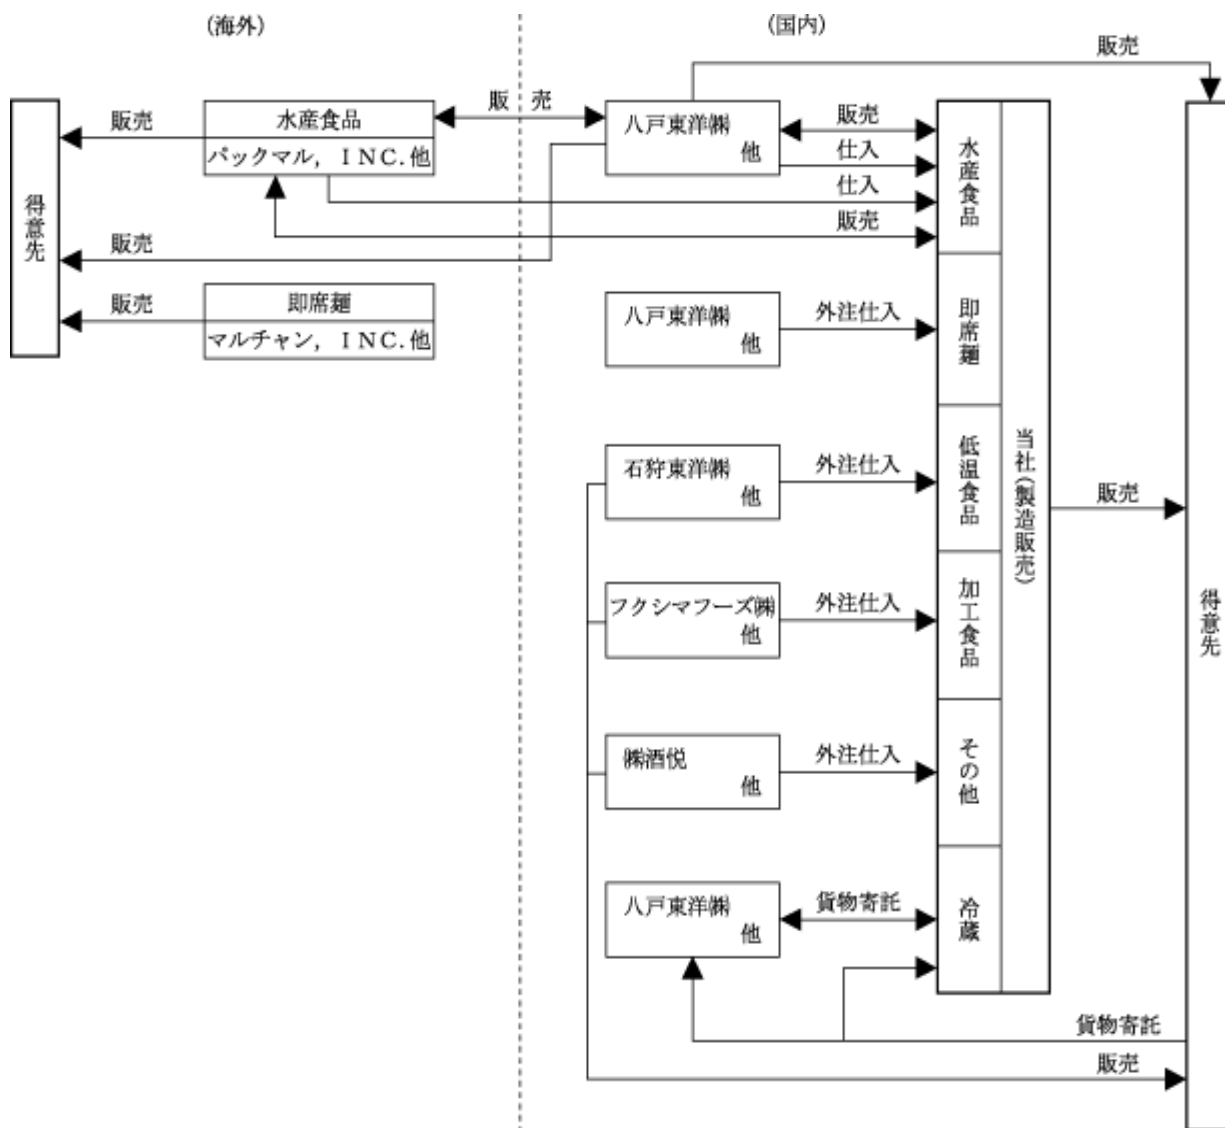 (海外)
(国内)
販売
販売
水産食品
パックマル，ＩＮＣ.他
販 売
八戸東洋㈱
他
販売
仕入
仕入
販売
水産食品
得意先
販売
販売
即席麺
マルチャン，ＩＮＣ.他
八戸東洋㈱
他
外注仕入
即席麺
石狩東洋㈱
他
外注仕入
低温食品
当社(製造販売)
販売
フクシマフーズ㈱
他
外注仕入
加工食品
得意先
㈱酒悦
他
外注仕入
その他
八戸東洋㈱
他
貨物寄託
冷蔵
貨物寄託
販売